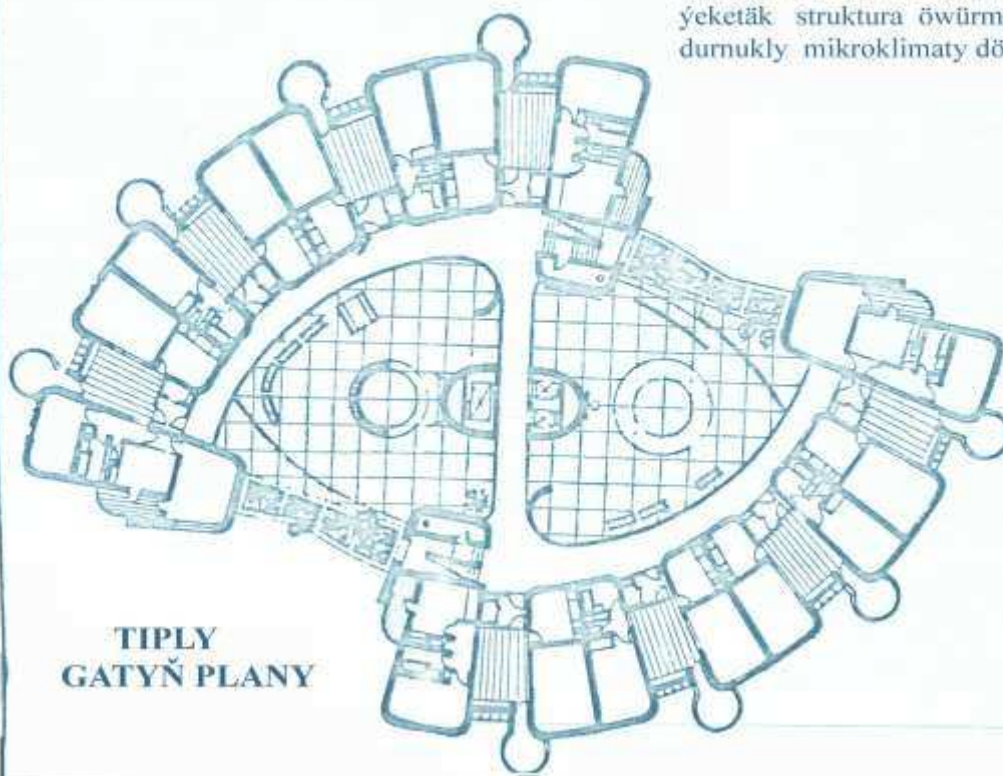 ýeketäk struktura öwürm
durnukly mikroklimaty dö
TIPLY
GATYŇ PLANY